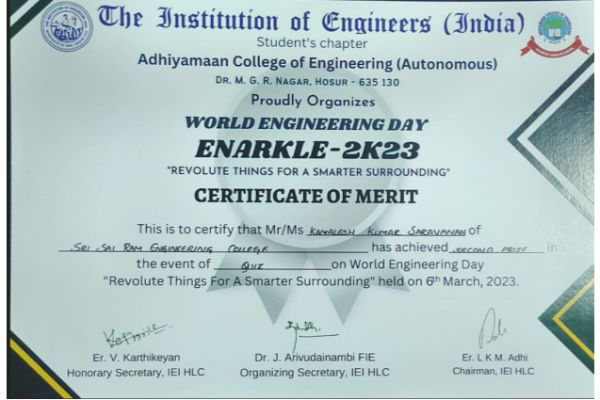 The Institution of Engineers (India)
Student's chapter
Adhiyamaan College of Engineering (Autonomous)
DR. M. G. R. NAGAR, HOSUR - 635 130
Proudly Organizes
WORLD ENGINEERING DAY
ENARKLE-2K23
"REVOLUTE THINGS FOR A SMARTER SURROUNDING"
CERTIFICATE OF MERIT
This is to certify that Mr/Ms KAMALESH KUMAR SARAVANAN of
SRI SAI RAM ENGINEERING COLLEGE has achieved SECOND PRIZE in
the event of QUIZ on World Engineering Day
"Revolute Things For A Smarter Surrounding" held on 6th March, 2023.
Er. V. Karthikeyan Dr. J. Arivudainambi FIE Er. L K M. Adhi
Honorary Secretary, IEI HLC Organizing Secretary, IEI HLC Chairman, IEI HLC